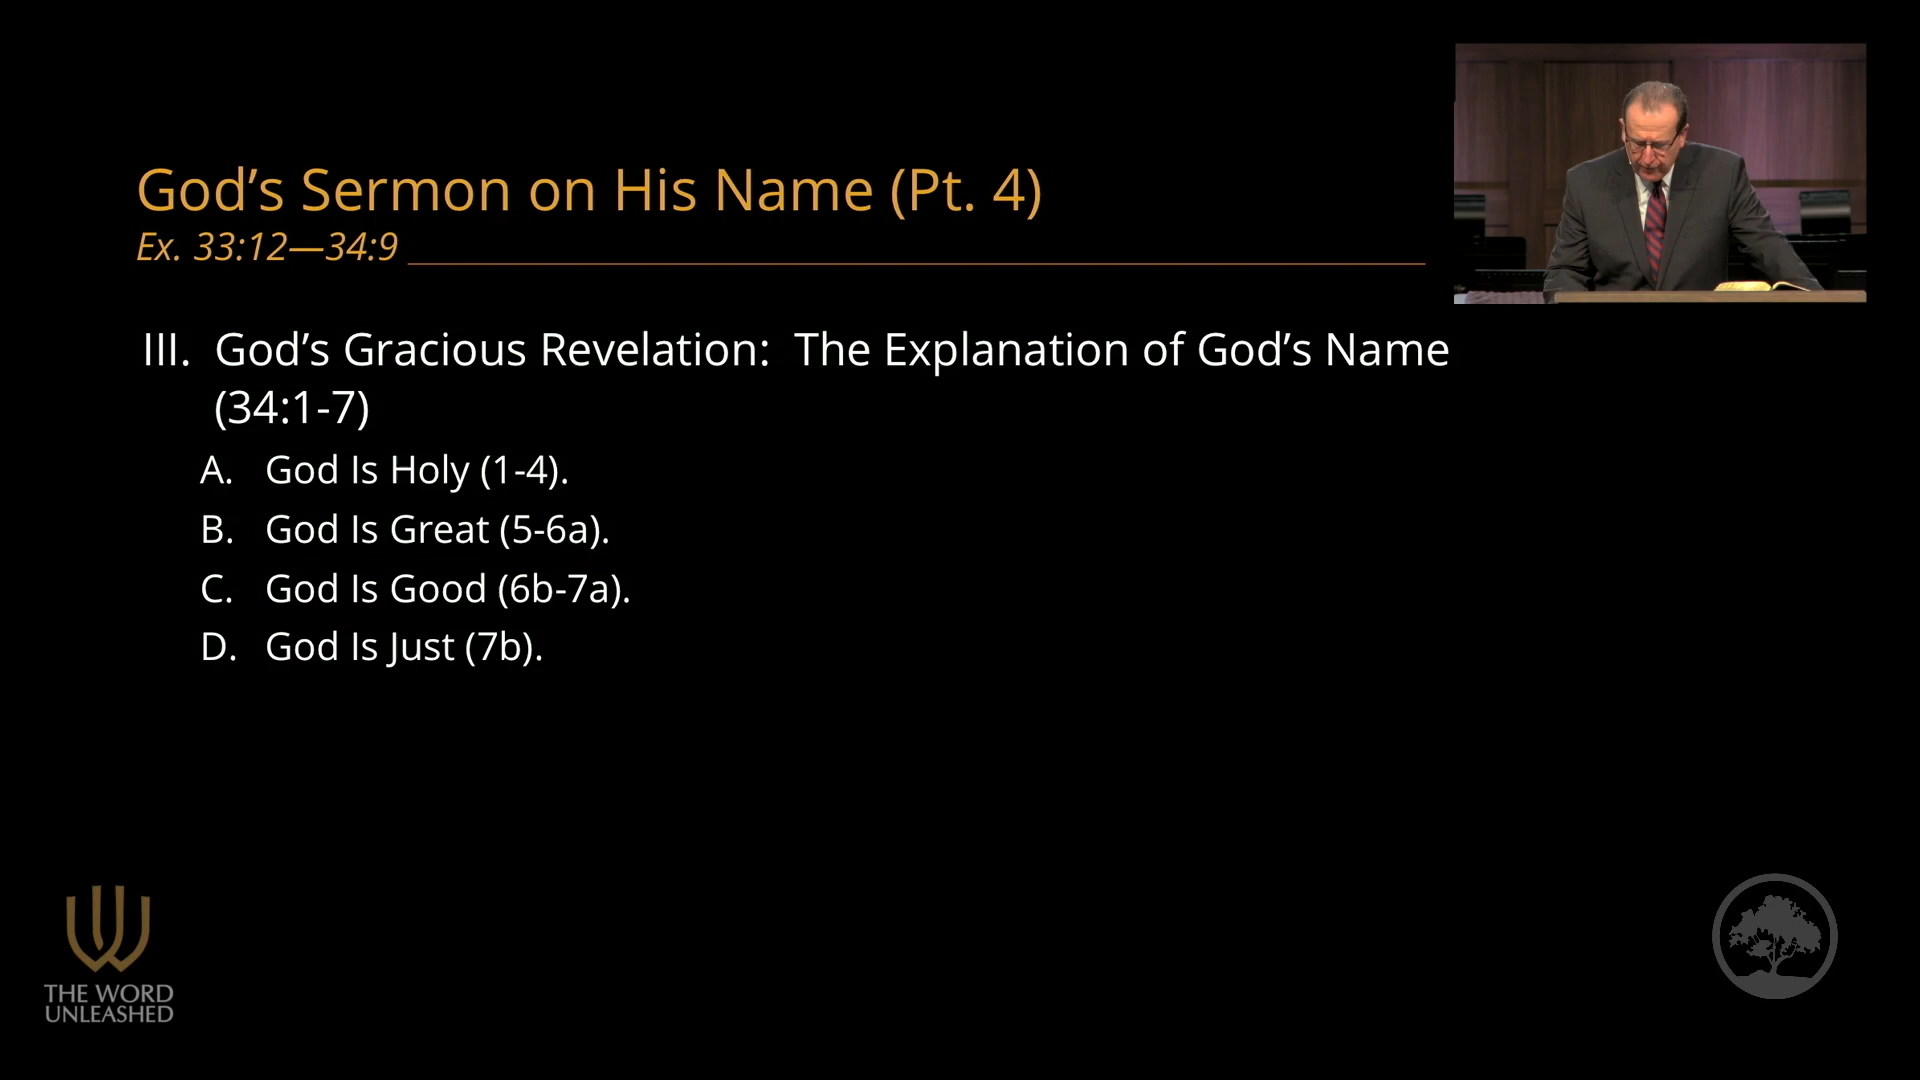 God’s Sermon on His Name (Pt. 4)
Ex. 33:12—34:9
III. God’s Gracious Revelation: The Explanation of God’s Name
(34:1-7)
A. God Is Holy (1-4).
B. God Is Great (5-6a).
C. God Is Good (6b-7a).
D. God Is Just (7b).
THE WORD
UNLEASHED